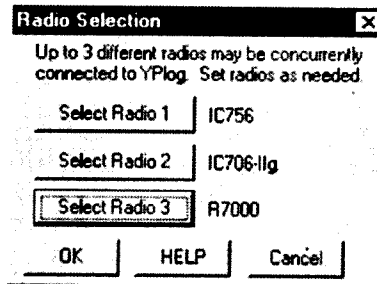 Radio Selection
Up to 3 different radios may be concurrently
connected to YPlog. Set radios as needed.
Select Radio 1 IC756
Select Radio 2 IC706-IIg
Select Radio 3 R7000
OK HELP Cancel